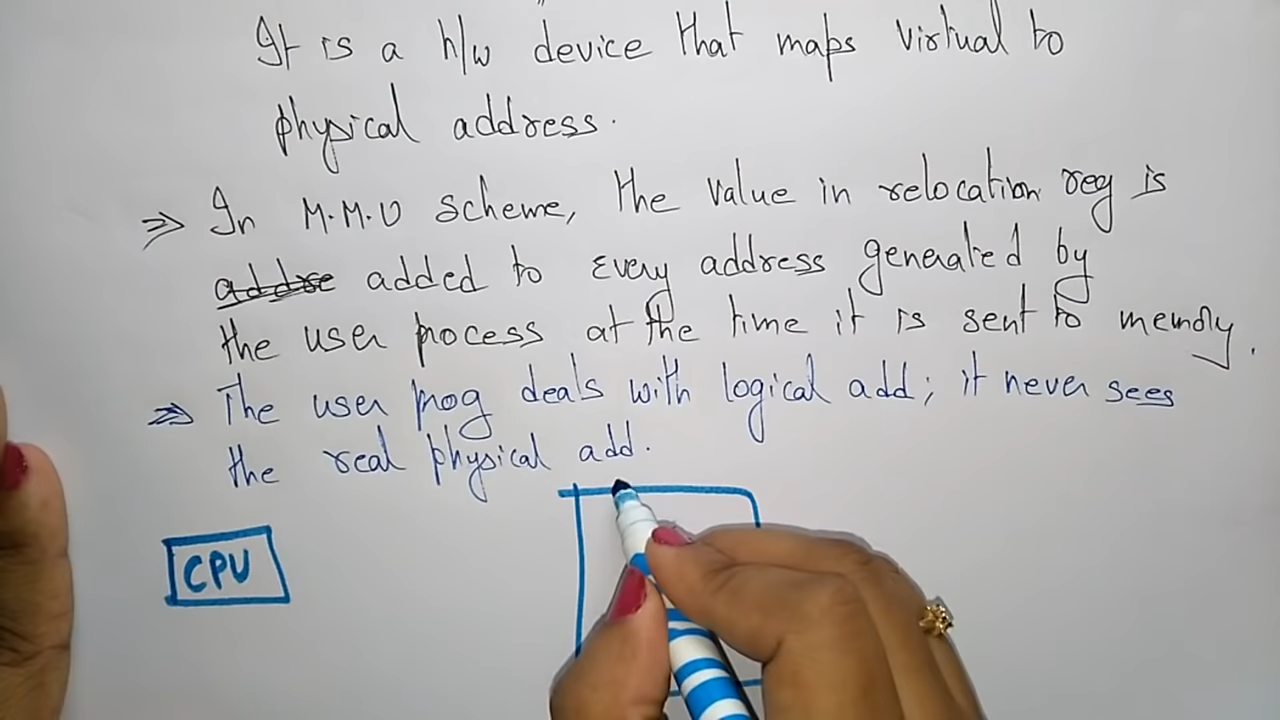 It is a h/w device that maps virtual to
physical address.
⇒ In M.M.U scheme, the value in relocation reg is
addre added to every address generated by
the user process at the time it is sent to memory.
⇒ The user prog deals with logical add; it never sees
the real physical add.
CPU